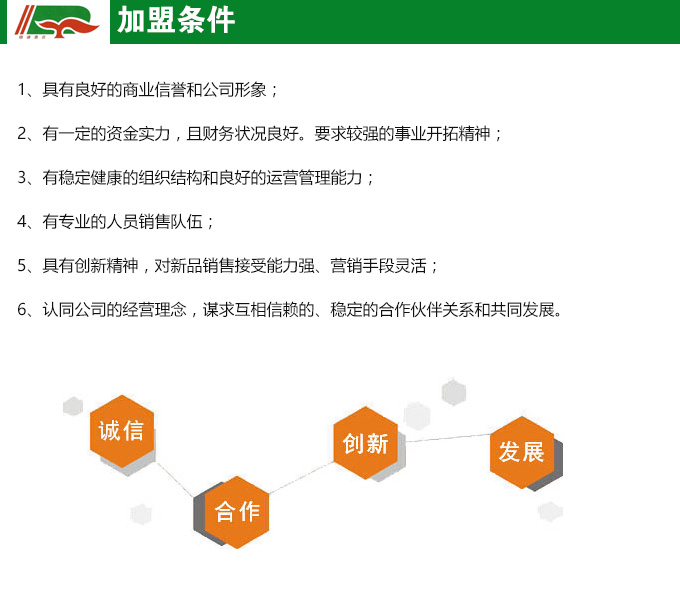 加盟条件
1、具有良好的商业信誉和公司形象；
2、有一定的资金实力，且财务状况良好。要求较强的事业开拓精神；
3、有稳定健康的组织结构和良好的运营管理能力；
4、有专业的人员销售队伍；
5、具有创新精神，对新品销售接受能力强、营销手段灵活；
6、认同公司的经营理念，谋求互相信赖的、稳定的合作伙伴关系和共同发展。
诚信
合作
创新
发展